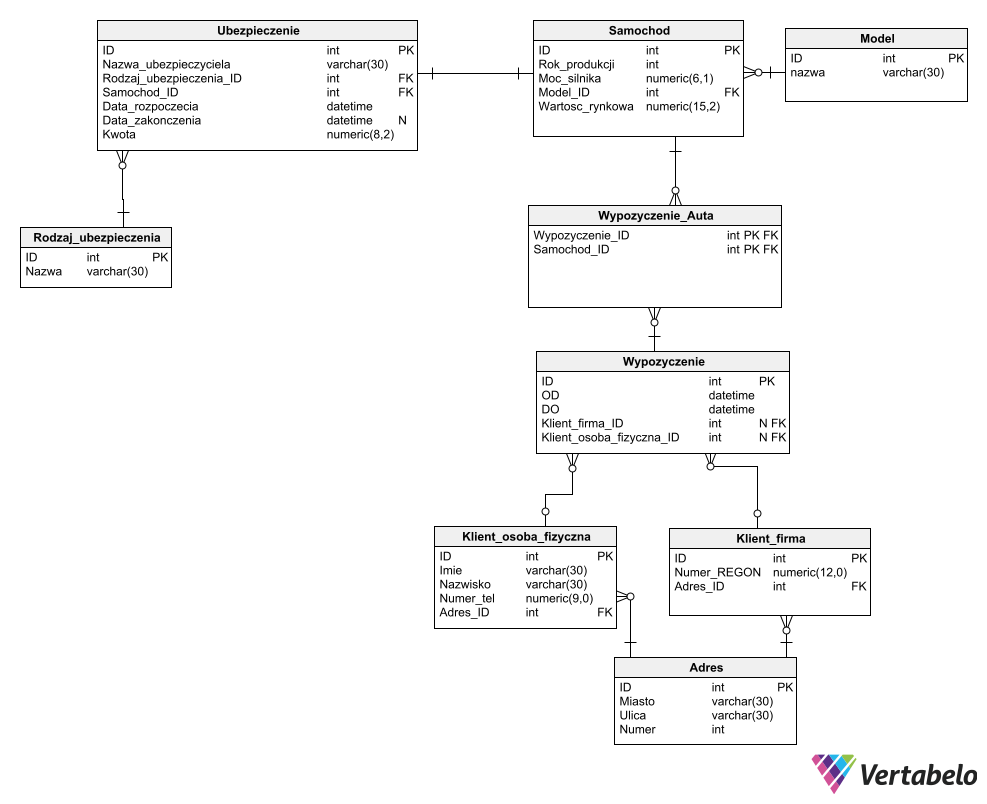 Ubezpieczenie
ID int PK
Nazwa_ubezpieczyciela varchar(30)
Rodzaj_ubezpieczenia_ID int FK
Samochod_ID int FK
Data_rozpoczecia datetime
Data_zakonczenia datetime N
Kwota numeric(8,2)
Samochod
ID int PK
Rok_produkcji int
Moc_silnika numeric(6,1)
Model_ID int FK
Wartosc_rynkowa numeric(15,2)
Model
ID int PK
nazwa varchar(30)
Rodzaj_ubezpieczenia
ID int PK
Nazwa varchar(30)
Wypozyczenie_Auta
Wypozyczenie_ID int PK FK
Samochod_ID int PK FK
Wypozyczenie
ID int PK
OD datetime
DO datetime
Klient_firma_ID int N FK
Klient_osoba_fizyczna_ID int N FK
Klient_osoba_fizyczna
ID int PK
Imie varchar(30)
Nazwisko varchar(30)
Numer_tel numeric(9,0)
Adres_ID int FK
Klient_firma
ID int PK
Numer_REGON numeric(12,0)
Adres_ID int FK
Adres
ID int PK
Miasto varchar(30)
Ulica varchar(30)
Numer int
Vertabelo